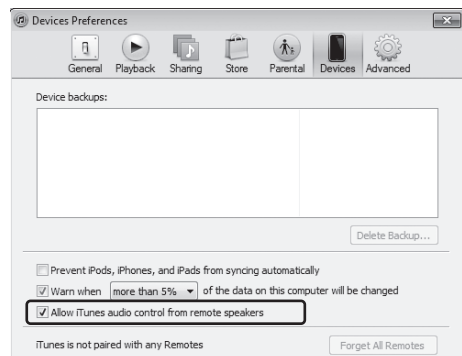 Devices Preferences
General Playback Sharing Store Parental Devices Advanced
Device backups:
Delete Backup...
Prevent iPods, iPhones, and iPads from syncing automatically
Warn when more than 5% of the data on this computer will be changed
Allow iTunes audio control from remote speakers
iTunes is not paired with any Remotes
Forget All Remotes